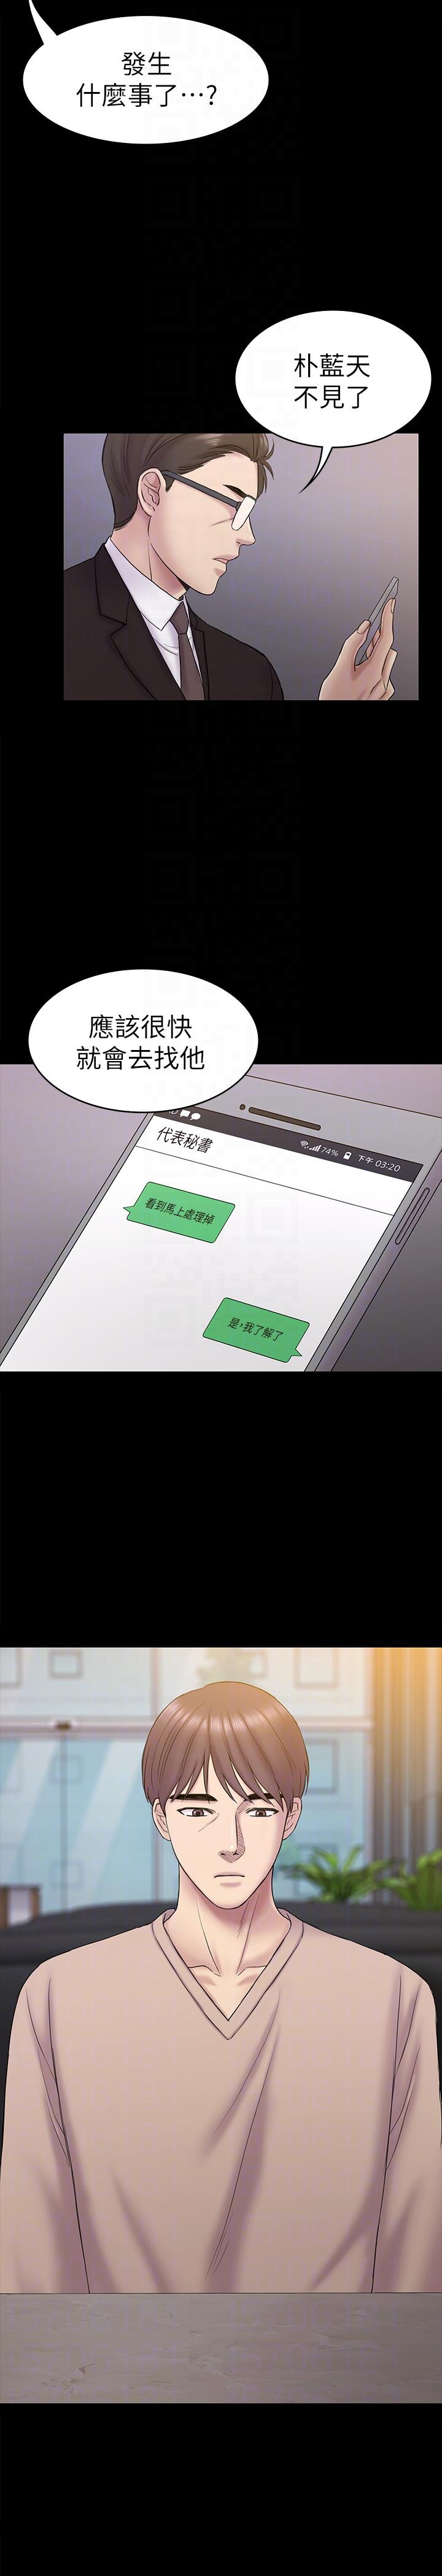 發生
什麼事了…?
朴藍天
不見了
應該很快
就會去找他
74% 下午 03:20
代表秘書
看到馬上處理掉
是,我了解了